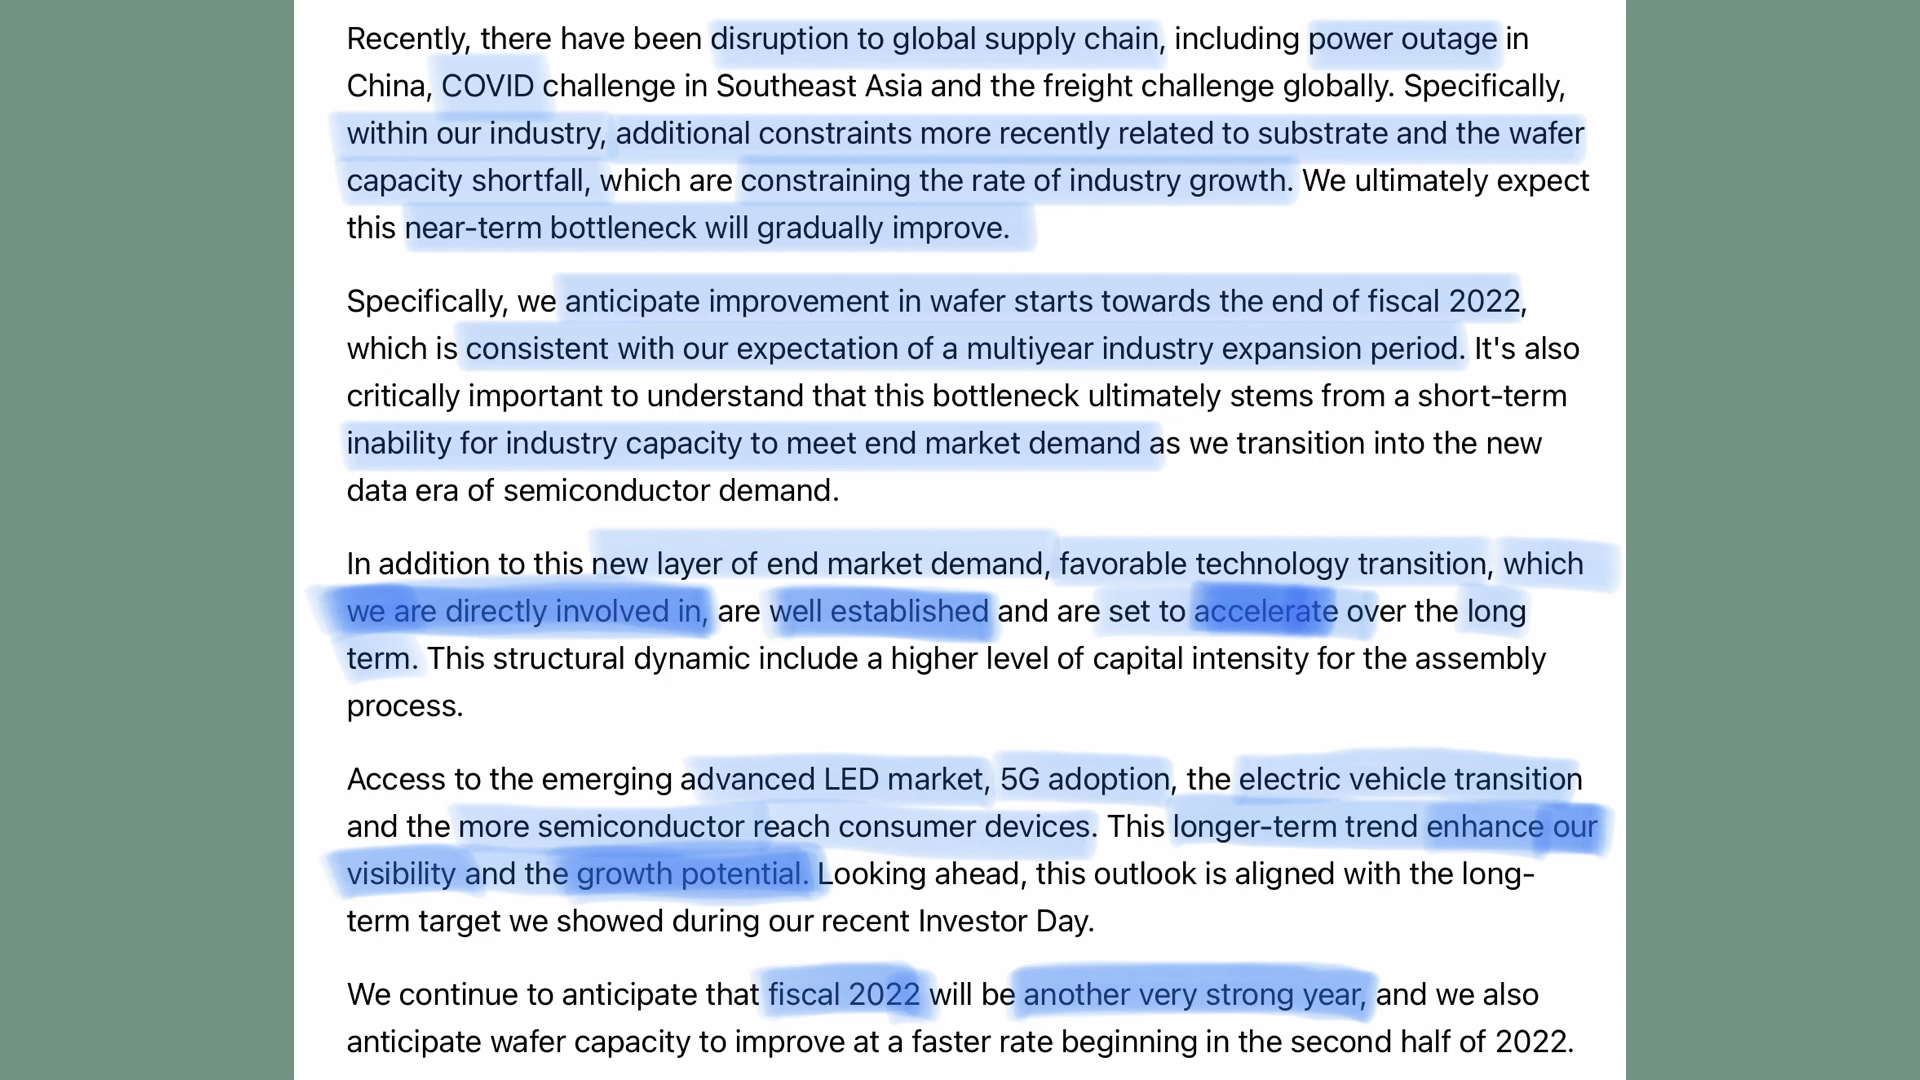 Recently, there have been disruption to global supply chain, including power outage in
China, COVID challenge in Southeast Asia and the freight challenge globally. Specifically,
within our industry, additional constraints more recently related to substrate and the wafer
capacity shortfall, which are constraining the rate of industry growth. We ultimately expect
this near-term bottleneck will gradually improve.
Specifically, we anticipate improvement in wafer starts towards the end of fiscal 2022,
which is consistent with our expectation of a multiyear industry expansion period. It's also
critically important to understand that this bottleneck ultimately stems from a short-term
inability for industry capacity to meet end market demand as we transition into the new
data era of semiconductor demand.
In addition to this new layer of end market demand, favorable technology transition, which
we are directly involved in, are well established and are set to accelerate over the long
term. This structural dynamic include a higher level of capital intensity for the assembly
process.
Access to the emerging advanced LED market, 5G adoption, the electric vehicle transition
and the more semiconductor reach consumer devices. This longer-term trend enhance our
visibility and the growth potential. Looking ahead, this outlook is aligned with the long-
term target we showed during our recent Investor Day.
We continue to anticipate that fiscal 2022 will be another very strong year, and we also
anticipate wafer capacity to improve at a faster rate beginning in the second half of 2022.